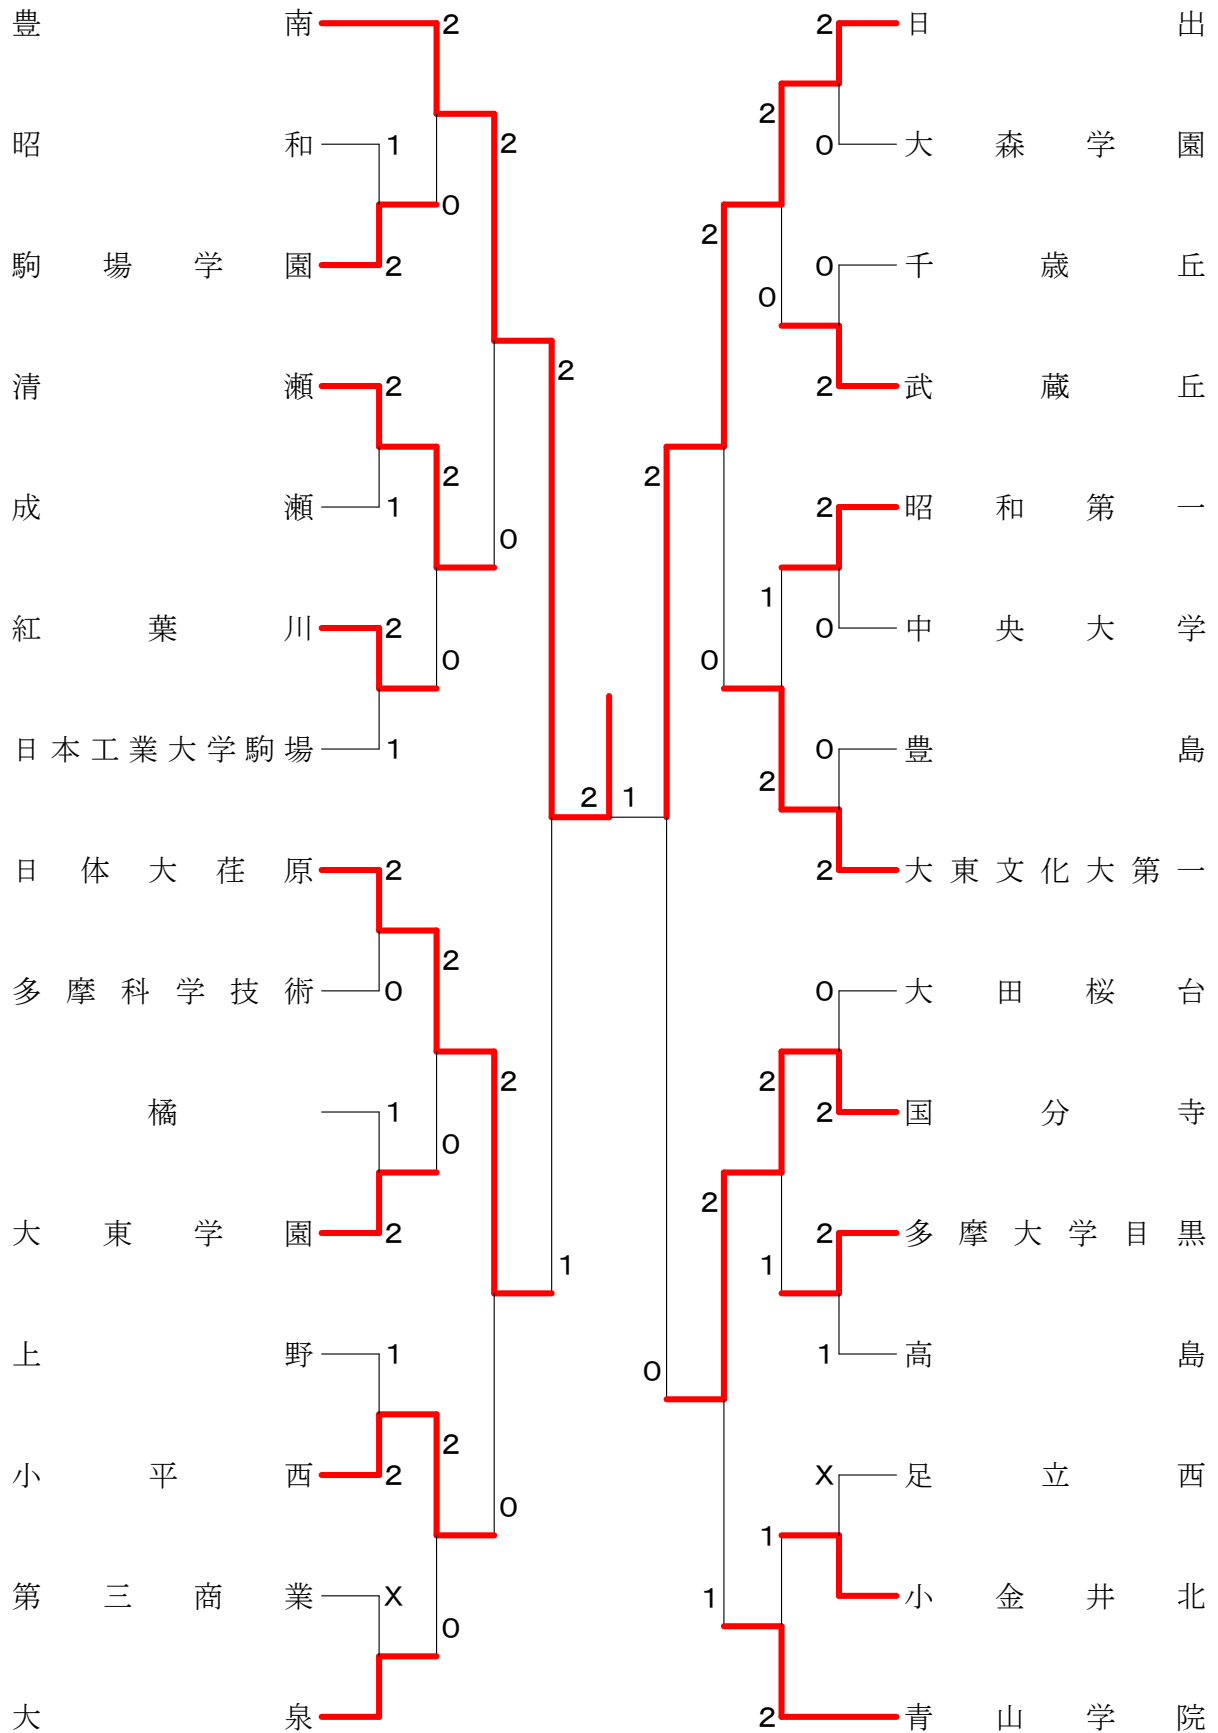 豊南 2 2 日出
2
昭和 1 2 0 大森学園
0
2
駒場学園 2 0 千歳丘
0
2
清瀬 2 2 武蔵丘
2 2
成瀬 1 2 昭和第一
0
1
紅葉川 2 0 中央大学
0 0
日本工業大学駒場 1 0 豊島
2
2 1
日体大荏原 2 2 大東文化大第一
2
多摩科学技術 0 0 大田桜台
2 2
橘 1 2 国分寺
0
2
大東学園 2 2 多摩大学目黒
1 1
上野 1 1 高島
0
2
小平西 2 X 足立西
0
1
第三商業 X 1 小金井北
0
大泉 2 青山学院